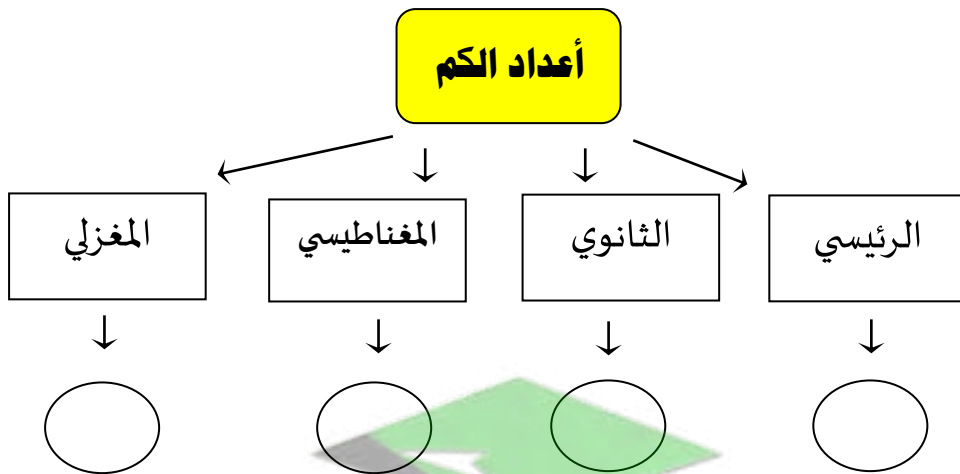 أعداد الكم
الرئيسي
الثانوي
المغناطيسي
المغزلي